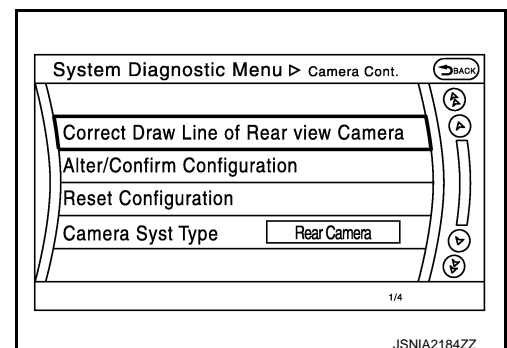 System Diagnostic Menu ▷ Camera Cont.
BACK
Correct Draw Line of Rear view Camera
Alter/Confirm Configuration
Reset Configuration
Camera Syst Type Rear Camera
1/4
JSNIA2184ZZ